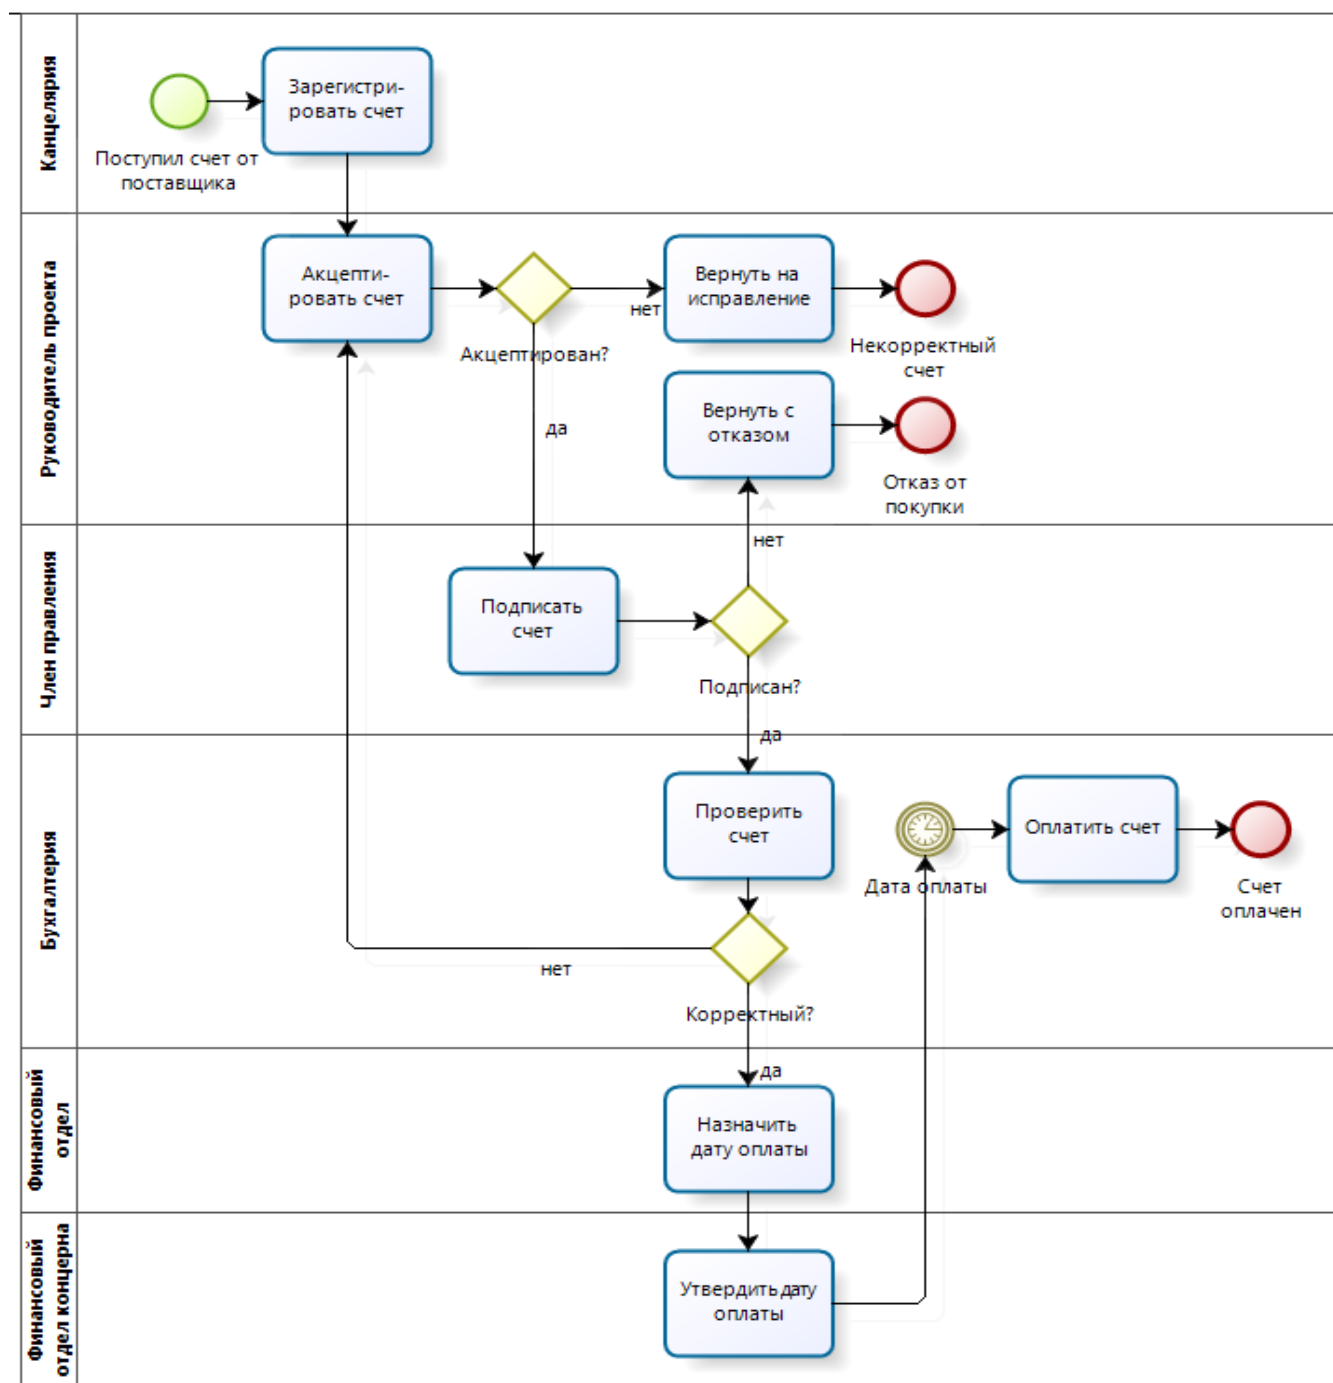 Канцелярия
Зарегистри-
ровать счет
Поступил счет от
поставщика
Руководитель проекта
Акцепти-
ровать счет
Акцептирован?
нет
Вернуть на
исправление
Некорректный
счет
да
Вернуть с
отказом
Отказ от
покупки
Член правления
нет
Подписать
счет
Подписан?
да
Бухгалтерия
Проверить
счет
Дата оплаты
Оплатить счет
Счет
оплачен
нет
Корректный?
Финансовый
отдел
да
Назначить
дату оплаты
Финансовый
отдел концерна
Утвердить дату
оплаты